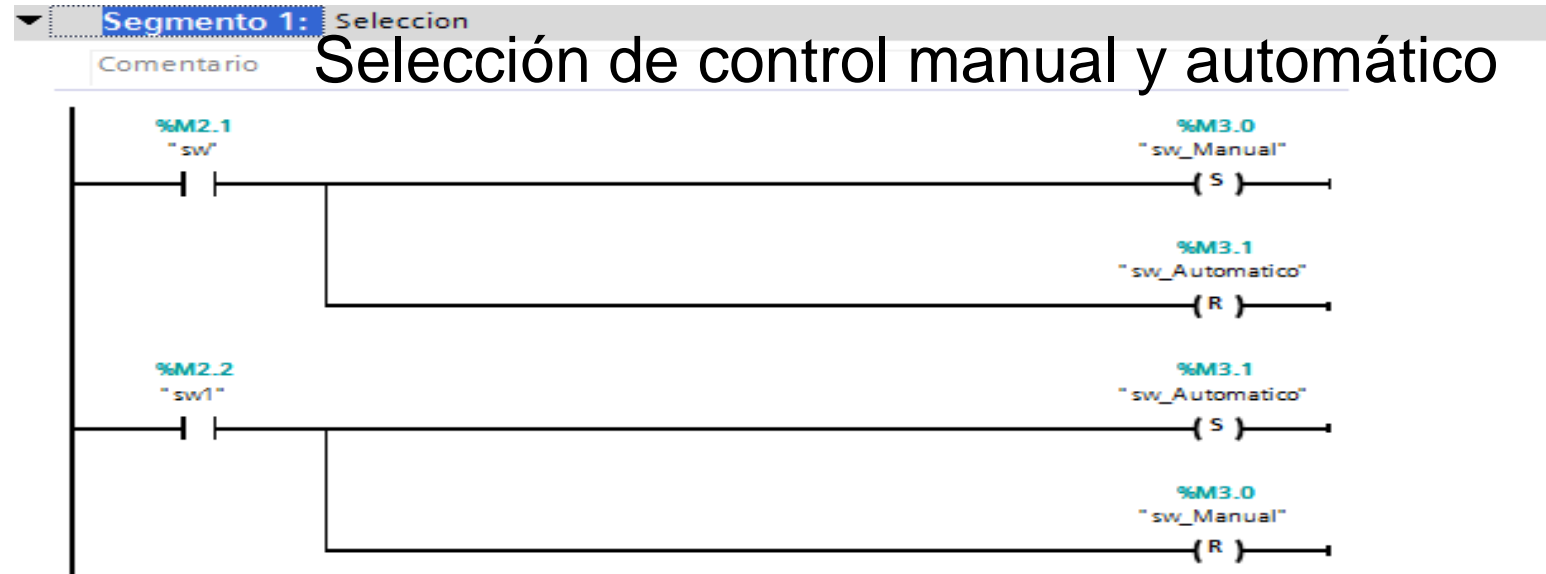 Segmento 1: Seleccion
Selección de control manual y automático
Comentario
%M2.1
"sw"
%M3.0
"sw_Manual"
( S )
%M3.1
"sw_Automatico"
( R )
%M2.2
"sw1"
%M3.1
"sw_Automatico"
( S )
%M3.0
"sw_Manual"
( R )